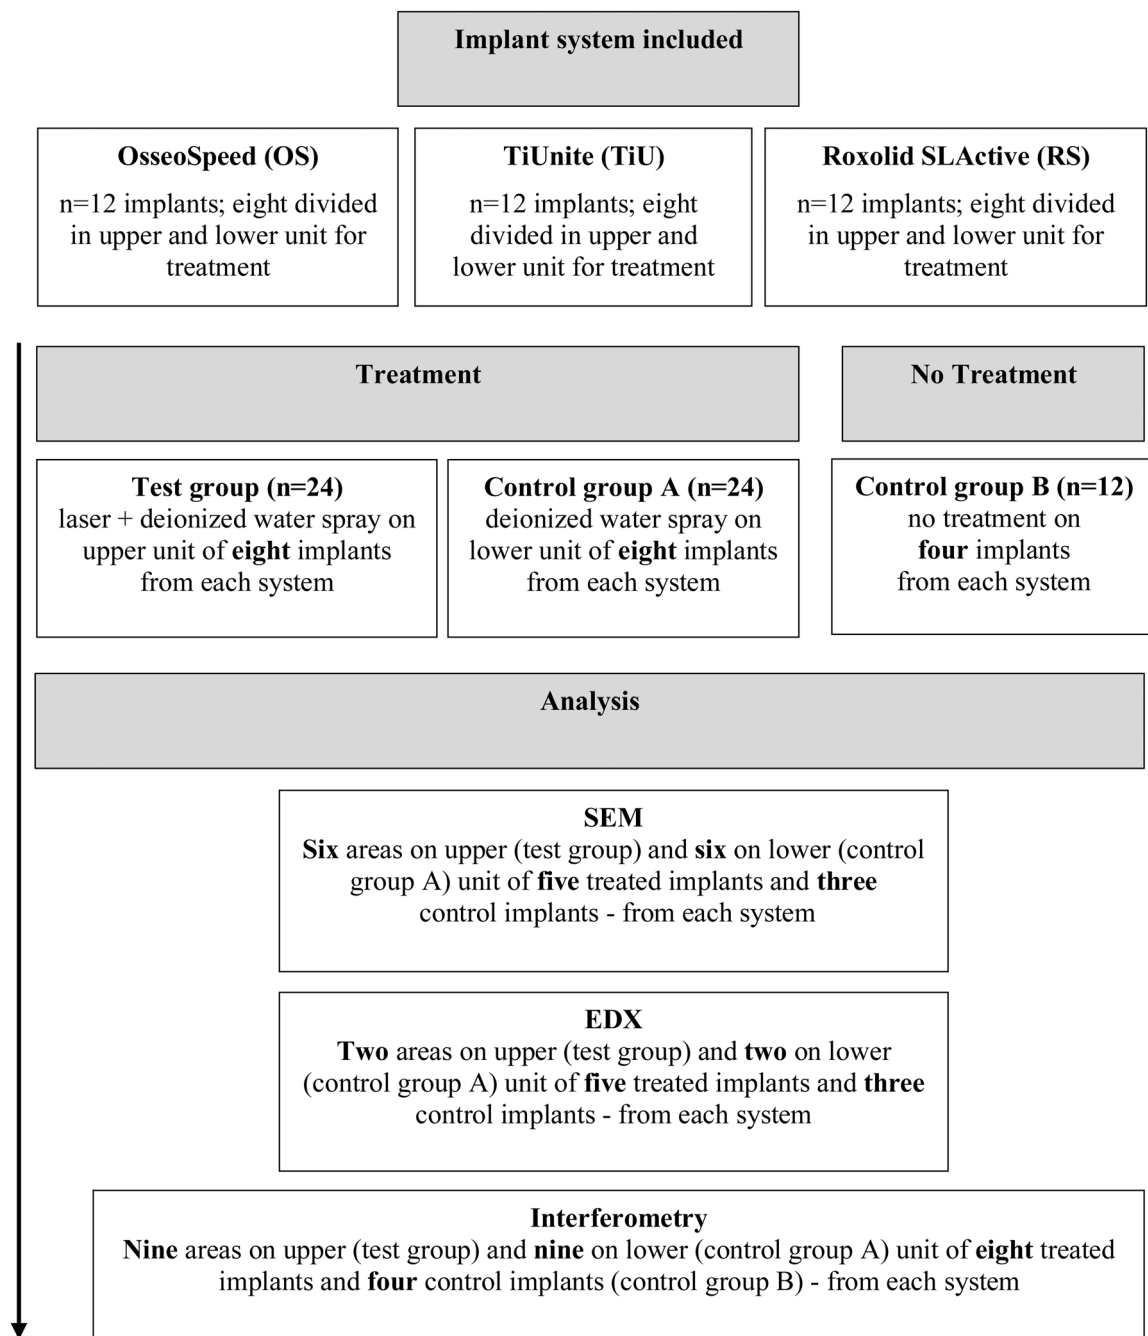 Implant system included
OsseoSpeed (OS)
n=12 implants; eight divided
in upper and lower unit for
treatment
TiUnite (TiU)
n=12 implants; eight
divided in upper and
lower unit for treatment
Roxolid SLActive (RS)
n=12 implants; eight divided
in upper and lower unit for
treatment
Treatment
No Treatment
Test group (n=24)
laser + deionized water spray on
upper unit of eight implants
from each system
Control group A (n=24)
deionized water spray on
lower unit of eight implants
from each system
Control group B (n=12)
no treatment on
four implants
from each system
Analysis
SEM
Six areas on upper (test group) and six on lower (control
group A) unit of five treated implants and three
control implants - from each system
EDX
Two areas on upper (test group) and two on lower
(control group A) unit of five treated implants and three
control implants - from each system
Interferometry
Nine areas on upper (test group) and nine on lower (control group A) unit of eight treated
implants and four control implants (control group B) - from each system